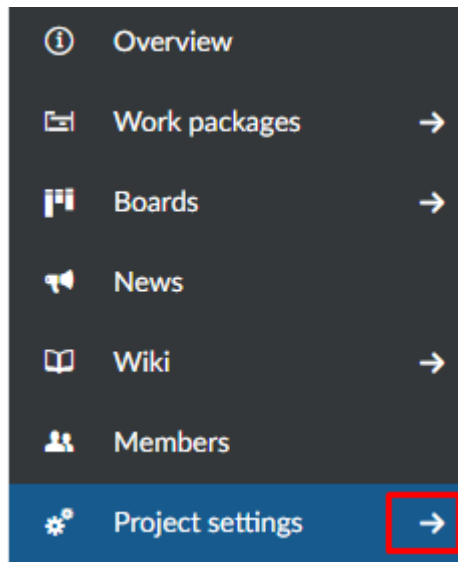 Overview
Work packages
Boards
News
Wiki
Members
Project settings